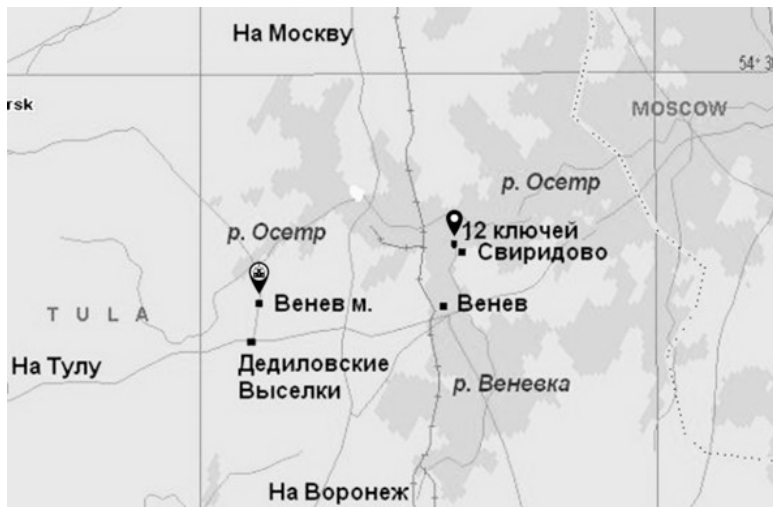 На Москву
54° 3
rsk
MOSCOW
р. Осетр
12 ключей
р. Осетр
Свиридово
Венев м.
Венев
TULA
На Тулу
Дедиловские
Выселки
р. Веневка
На Воронеж